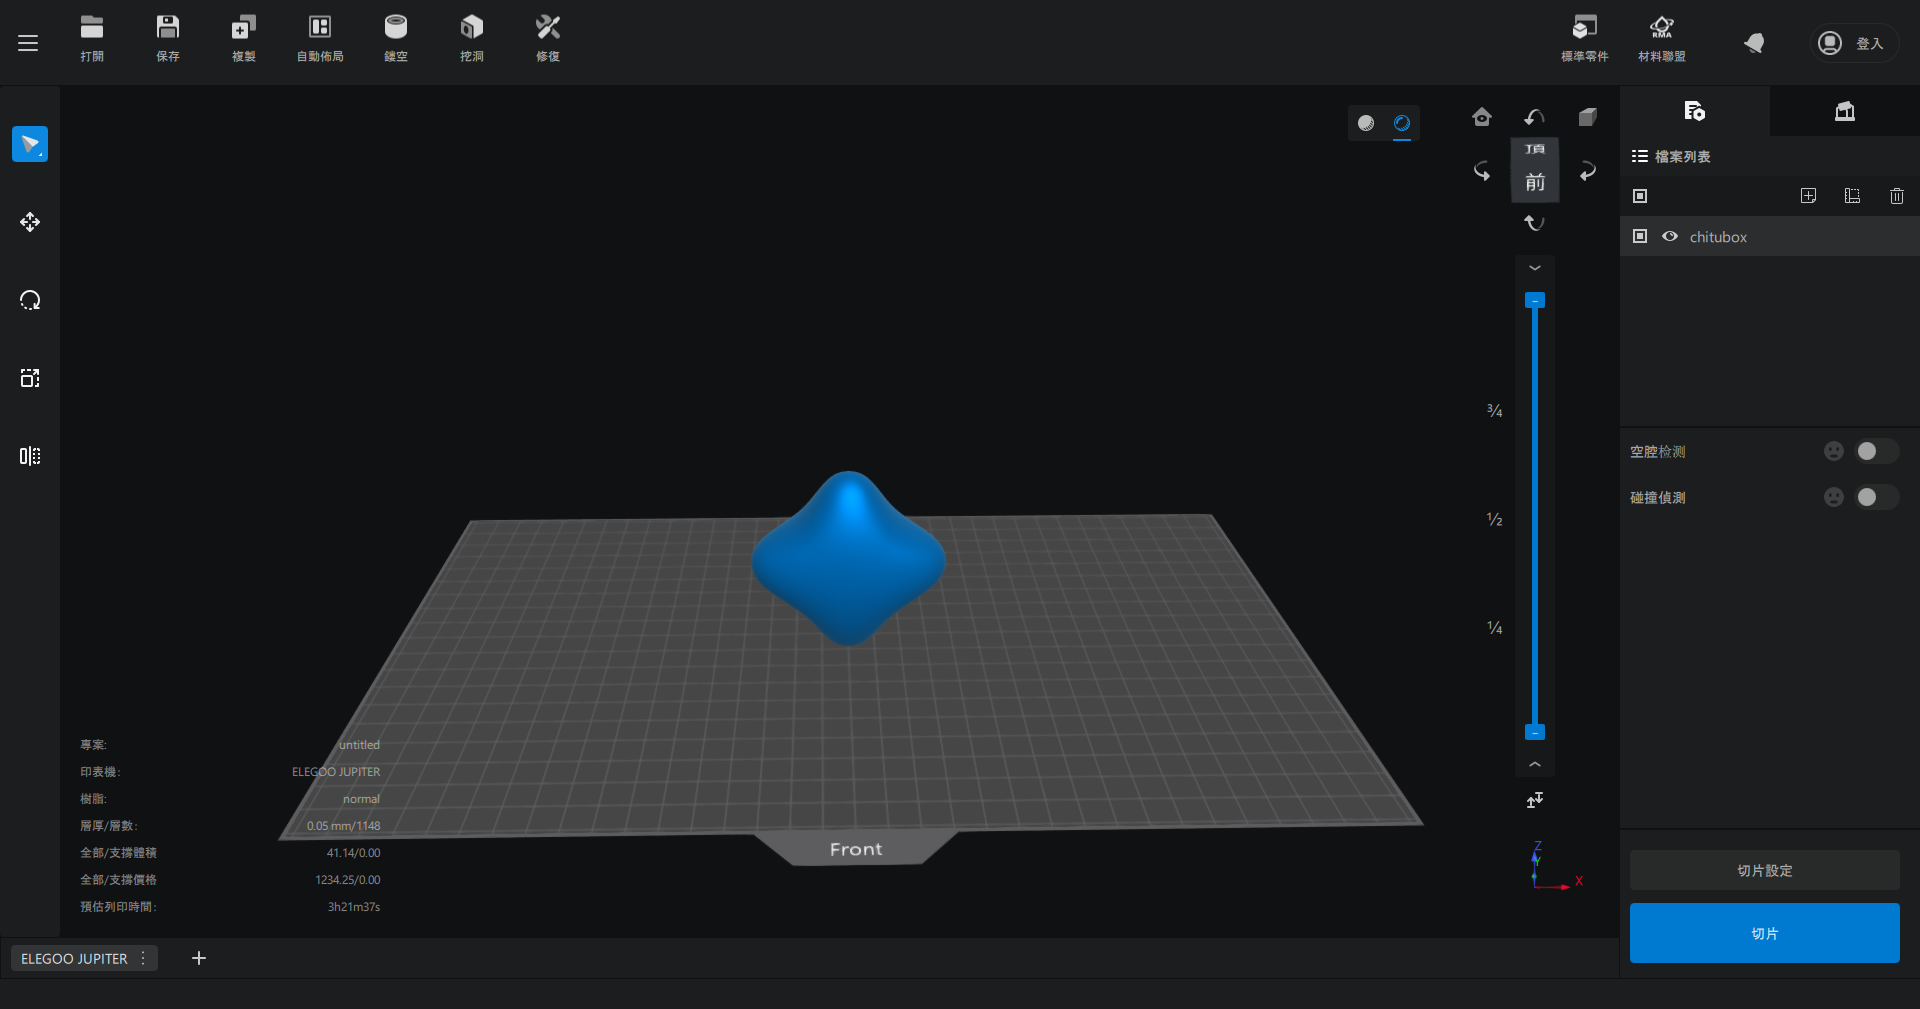 打開
保存
複製
自動佈局
鏤空
挖洞
修復
標準零件
RMA
材料聯盟
登入
頂
前
檔案列表
chitubox
¾
½
¼
空腔检测
碰撞偵測
專案: untitled
印表機: ELEGOO JUPITER
樹脂: normal
層厚/層數: 0.05 mm/1148
全部/支撐體積 41.14/0.00
全部/支撐價格 1234.25/0.00
預估列印時間: 3h21m37s
Front
Z
Y
X
切片設定
切片
ELEGOO JUPITER